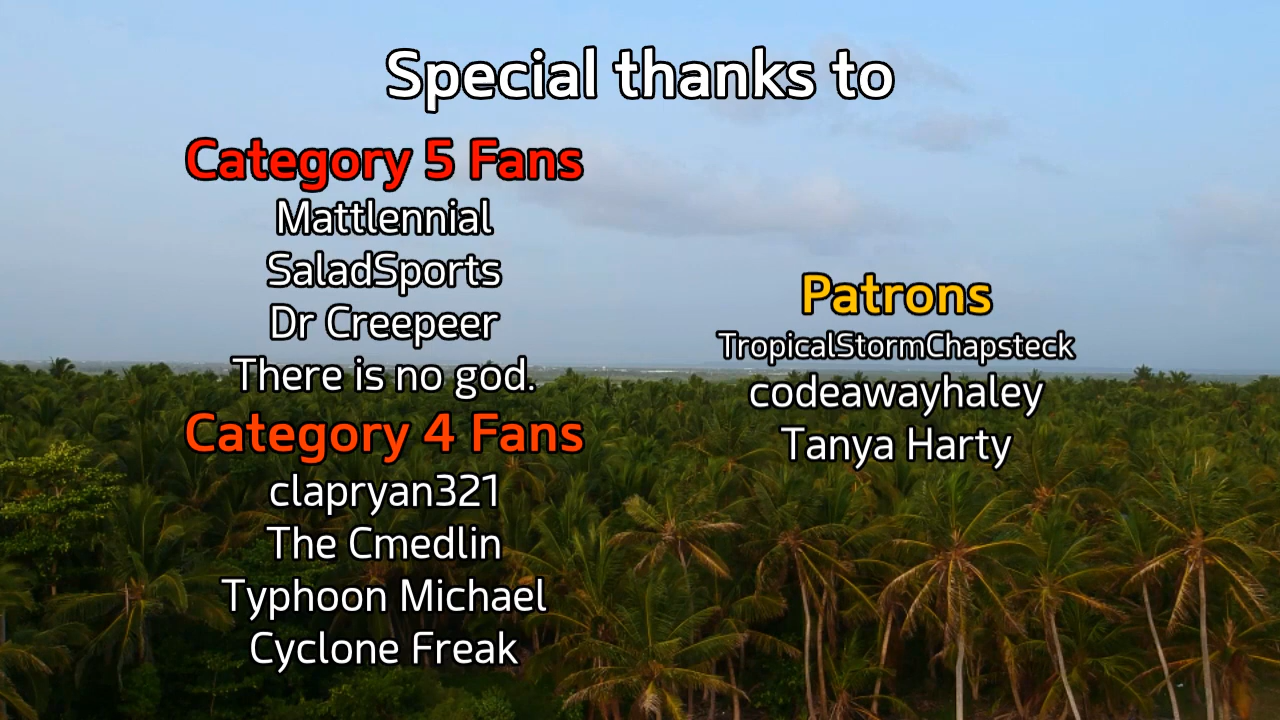 Special thanks to
Category 5 Fans
Mattlennial
SaladSports
Dr Creepeer
There is no god.
Category 4 Fans
clapryan321
The Cmedlin
Typhoon Michael
Cyclone Freak
Patrons
TropicalStormChapsteck
codeawayhaley
Tanya Harty